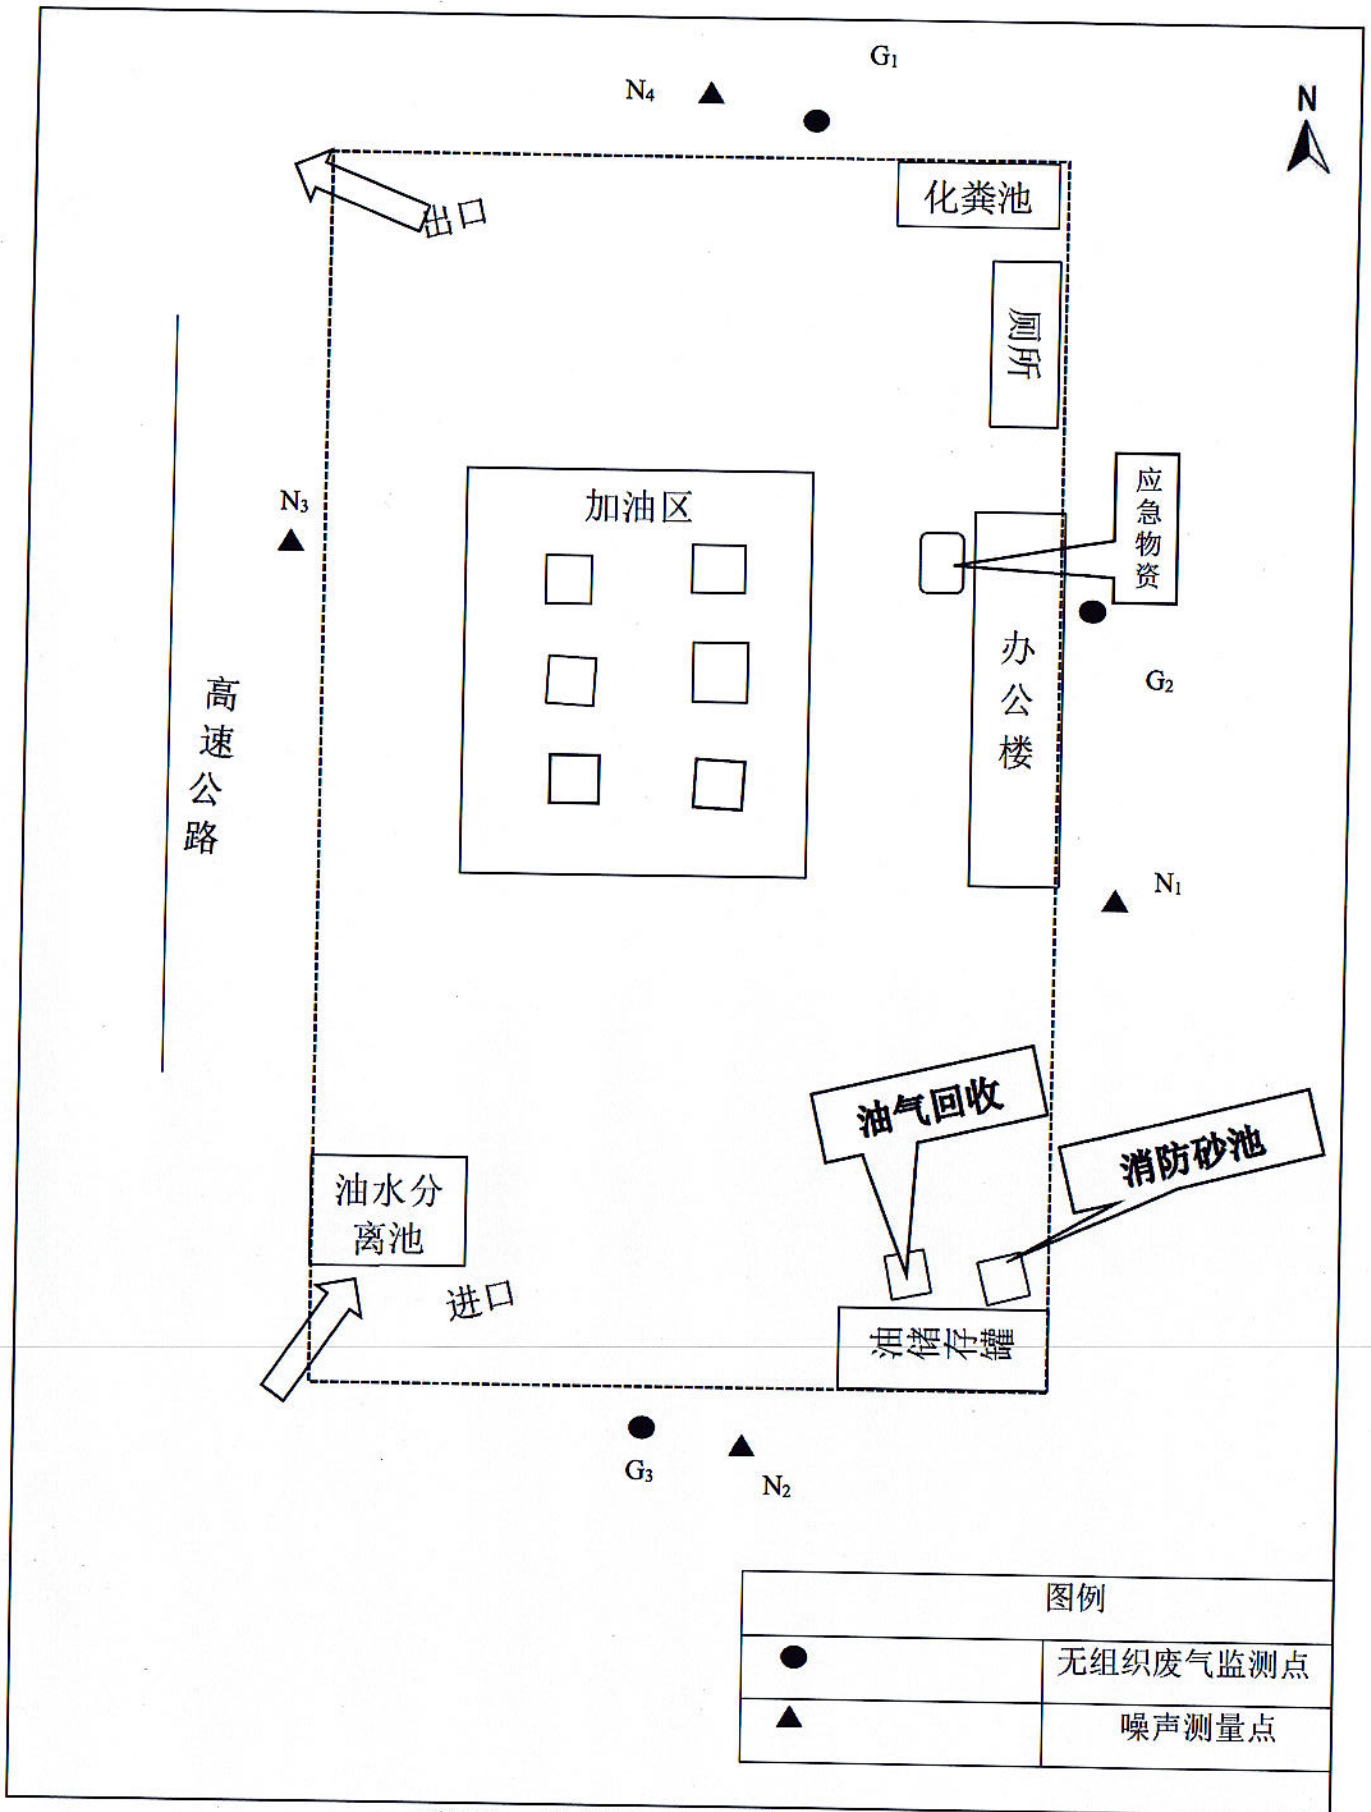 G₁
N₄
N
化粪池
出口
厕所
应急物资
N₃
加油区
办公楼
G₂
高速公路
N₁
油气回收
消防砂池
油水分
离池
进口
油储存罐
G₃
N₂
图例
无组织废气监测点
噪声测量点